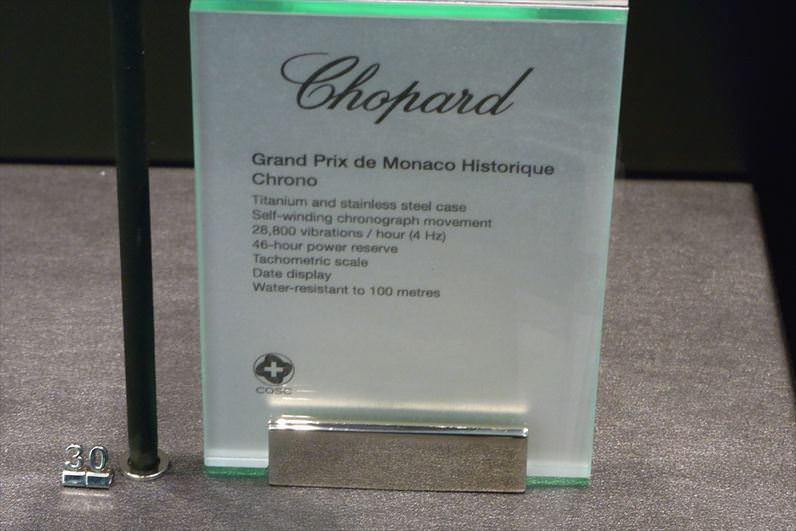 Chopard
Grand Prix de Monaco Historique
Chrono
Titanium and stainless steel case
Self-winding chronograph movement
28,800 vibrations / hour (4 Hz)
46-hour power reserve
Tachometric scale
Date display
Water-resistant to 100 metres
COSC
30